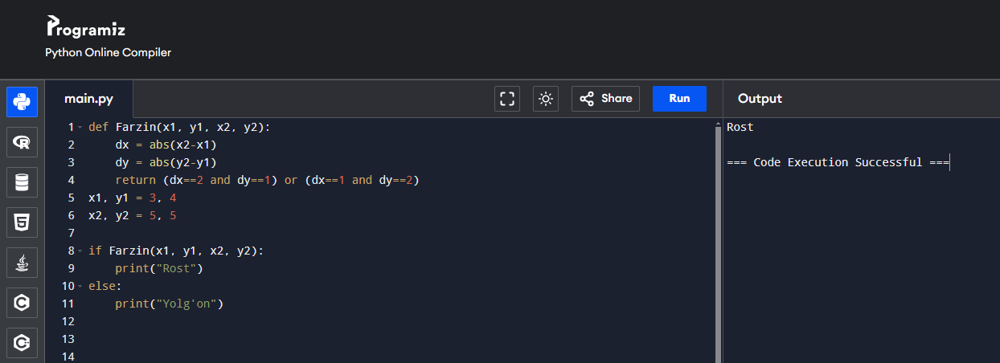 Programiz
Python Online Compiler
main.py
Share
Run
Output
1 def Farzin(x1, y1, x2, y2):
2     dx = abs(x2-x1)
3     dy = abs(y2-y1)
4     return (dx==2 and dy==1) or (dx==1 and dy==2)
5 x1, y1 = 3, 4
6 x2, y2 = 5, 5
7
8 if Farzin(x1, y1, x2, y2):
9     print("Rost")
10 else:
11     print("Yolg'on")
12
13
14
Rost
=== Code Execution Successful ===